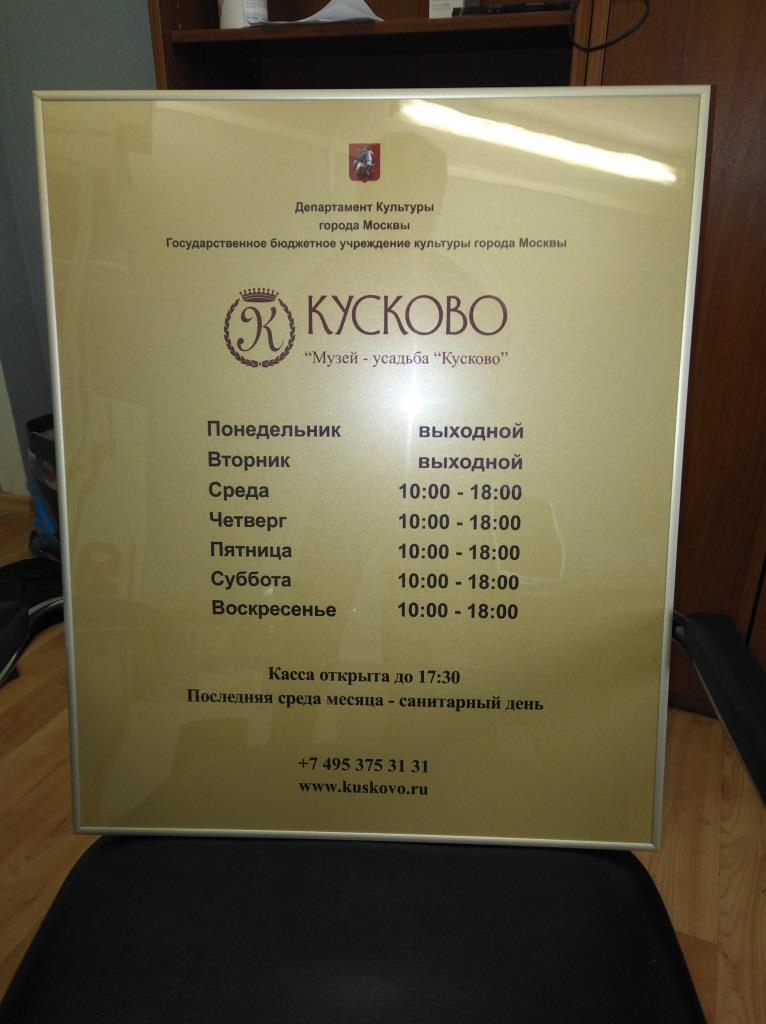 Департамент Культуры
города Москвы
Государственное бюджетное учреждение культуры города Москвы
К КУСКОВО
“Музей - усадьба “Кусково”
Понедельник выходной
Вторник выходной
Среда 10:00 - 18:00
Четверг 10:00 - 18:00
Пятница 10:00 - 18:00
Суббота 10:00 - 18:00
Воскресенье 10:00 - 18:00
Касса открыта до 17:30
Последняя среда месяца - санитарный день
+7 495 375 31 31
www.kuskovo.ru